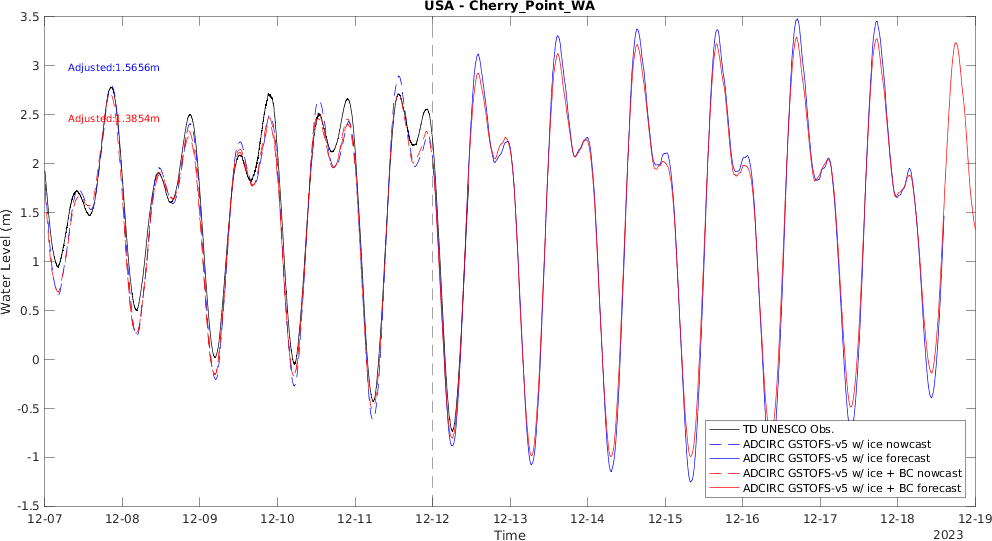 USA - Cherry_Point_WA
3.5
3
2.5
2
1.5
1
0.5
0
-0.5
-1
-1.5
Water Level (m)
Adjusted:1.5656m
Adjusted:1.3854m
TD UNESCO Obs.
ADCIRC GSTOFS-v5 w/ ice nowcast
ADCIRC GSTOFS-v5 w/ ice forecast
ADCIRC GSTOFS-v5 w/ ice + BC nowcast
ADCIRC GSTOFS-v5 w/ ice + BC forecast
12-07 12-08 12-09 12-10 12-11 12-12 12-13 12-14 12-15 12-16 12-17 12-18 12-19
Time
2023